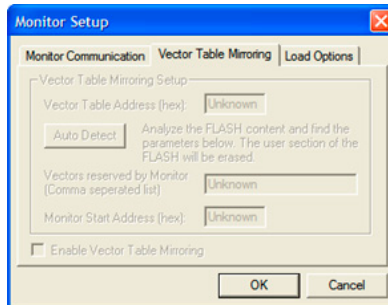 Monitor Setup
Monitor Communication Vector Table Mirroring Load Options
Vector Table Mirroring Setup
Vector Table Address (hex): Unknown
Auto Detect
Analyze the FLASH content and find the
parameters below. The user section of the
FLASH will be erased.
Vectors reserved by Monitor
(Comma seperated list) Unknown
Monitor Start Address (hex): Unknown
Enable Vector Table Mirroring
OK Cancel